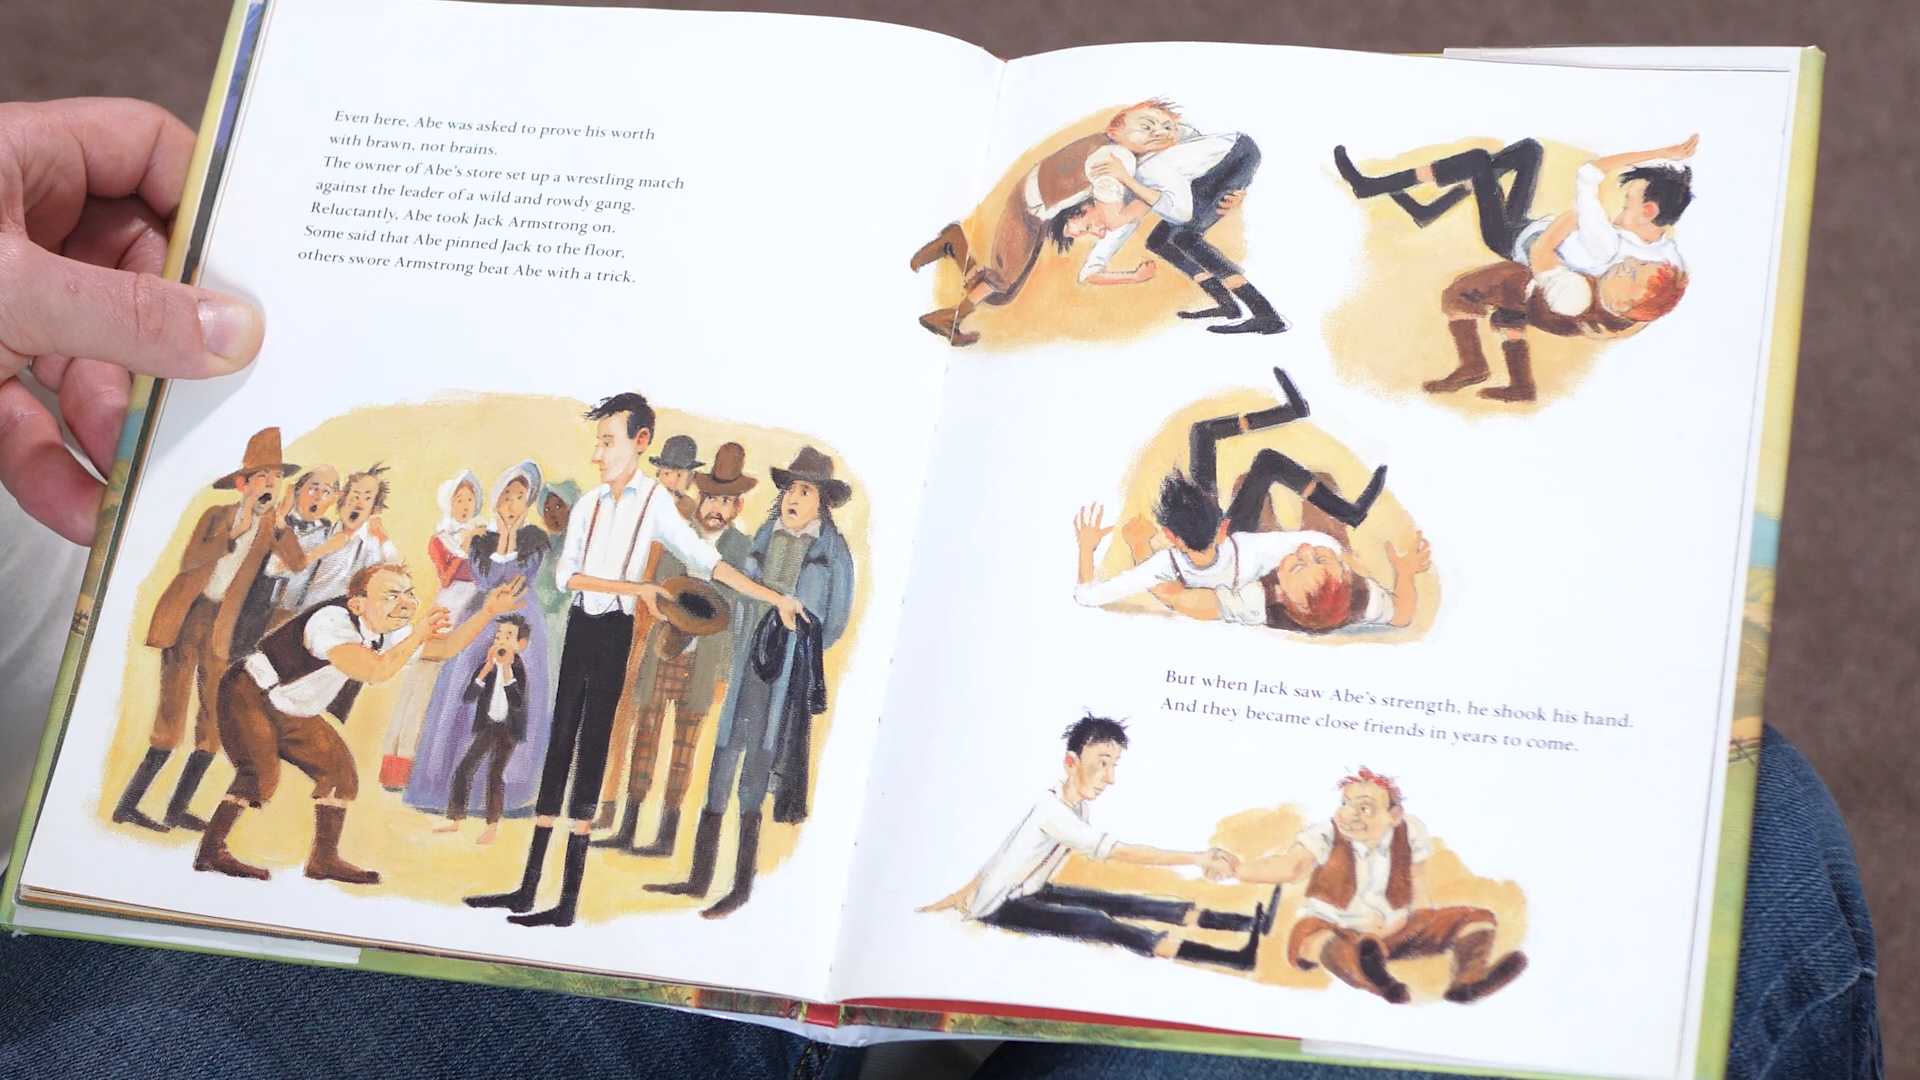 Even here, Abe was asked to prove his worth
with brawn, not brains.
The owner of Abe's store set up a wrestling match
against the leader of a wild and rowdy gang.
Reluctantly, Abe took Jack Armstrong on.
Some said that Abe pinned Jack to the floor,
others swore Armstrong beat Abe with a trick.
But when Jack saw Abe's strength, he shook his hand.
And they became close friends in years to come.